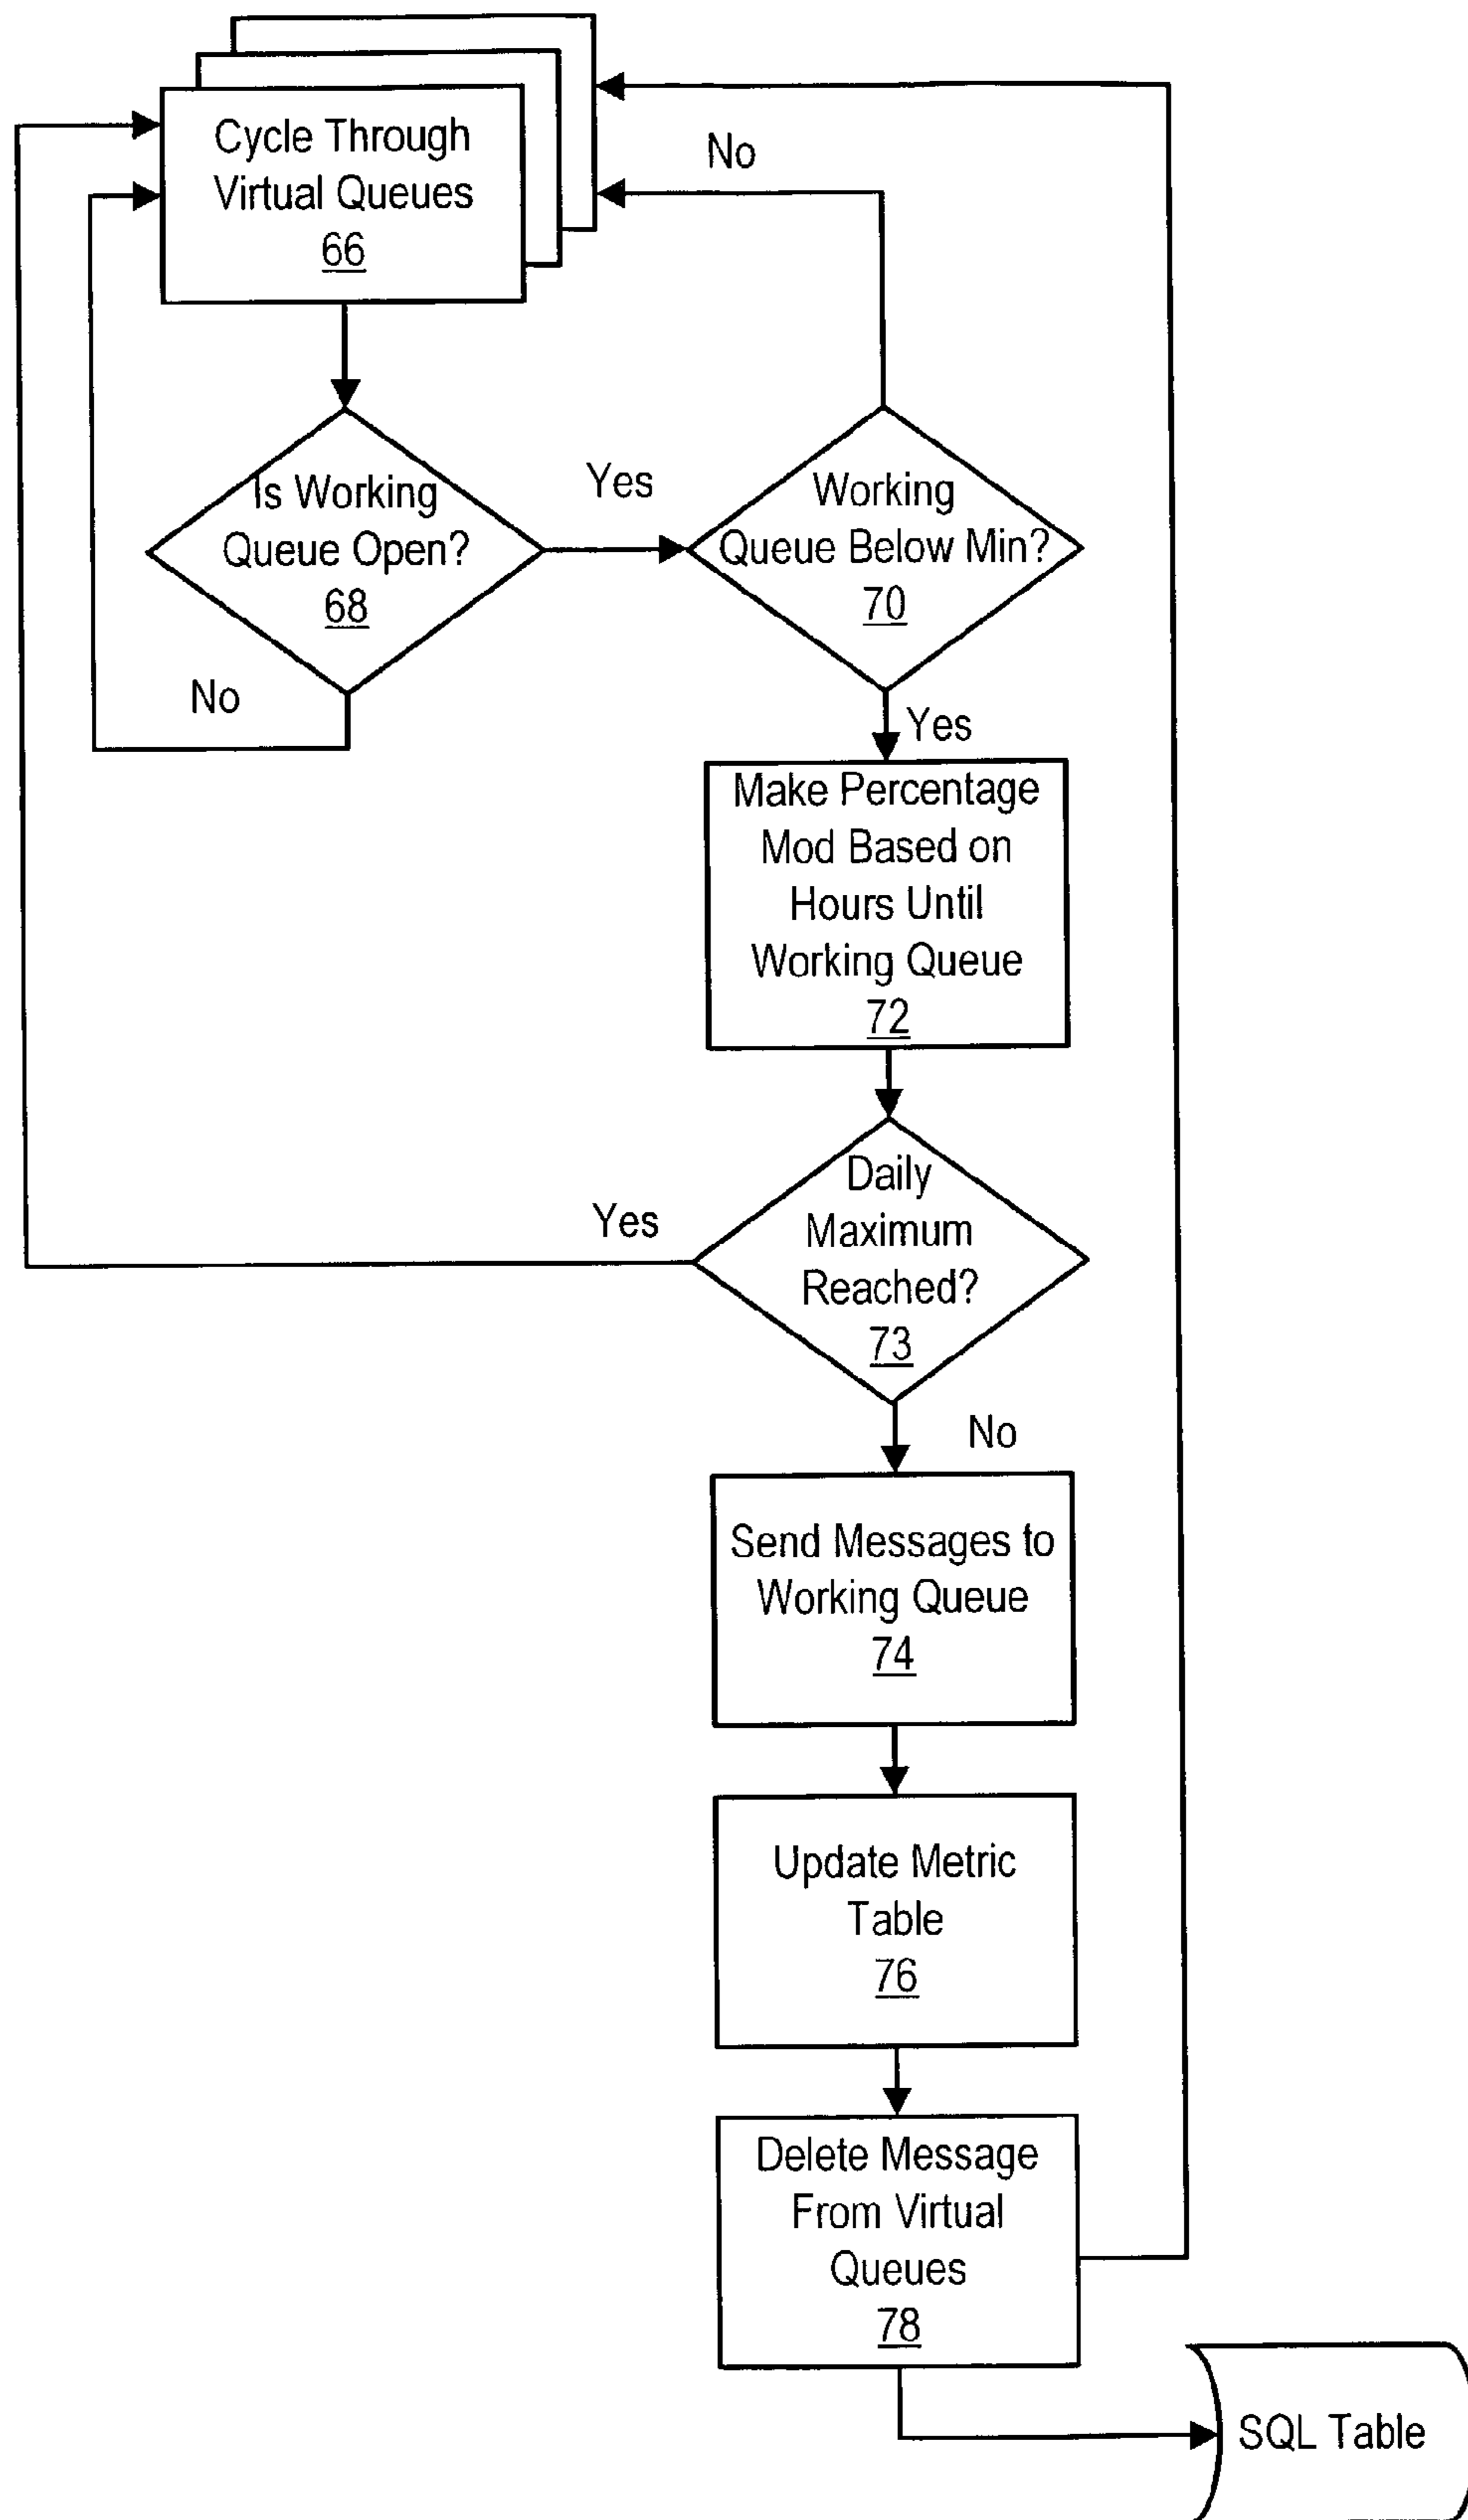 Cycle Through
Virtual Queues
66
No
Is Working
Queue Open?
68
Yes
Working
Queue Below Min?
70
No
Yes
Make Percentage
Mod Based on
Hours Until
Working Queue
72
Daily
Maximum
Reached?
73
Yes
No
Send Messages to
Working Queue
74
Update Metric
Table
76
Delete Message
From Virtual
Queues
78
SQL Table